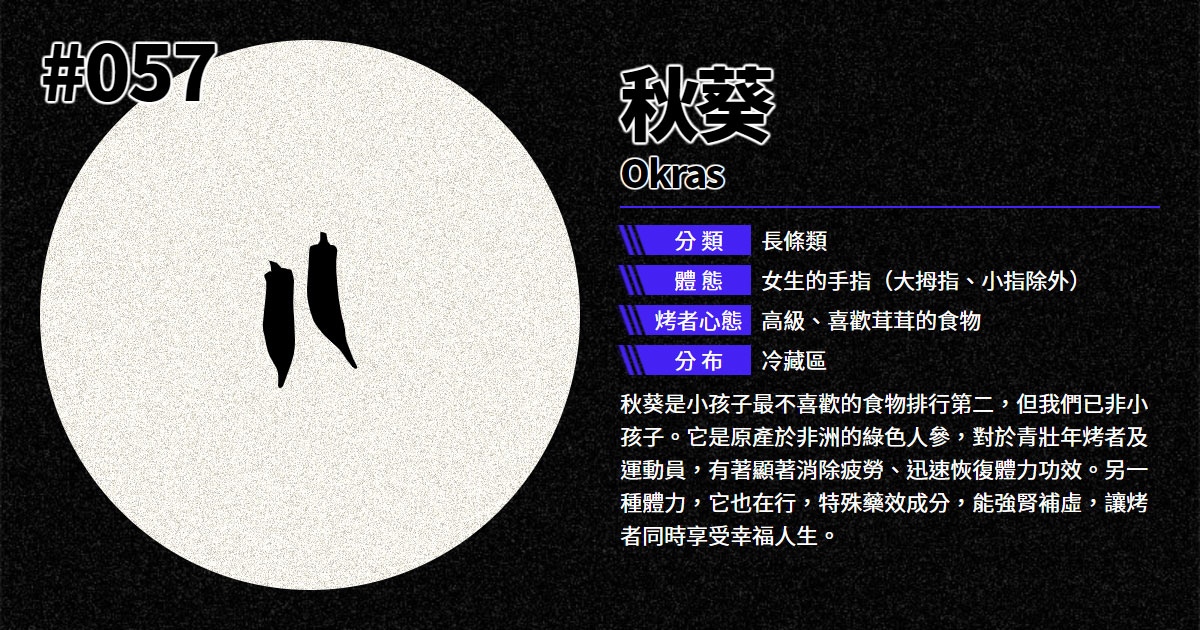 #057
秋葵
Okras
分類 長條類
體態 女生的手指（大拇指、小指除外）
烤者心態 高級、喜歡茸茸的食物
分布 冷藏區
秋葵是小孩子最不喜歡的食物排行第二，但我們已非小
孩子。它是原產於非洲的綠色人參，對於青壯年烤者及
運動員，有著顯著消除疲勞、迅速恢復體力功效。另一
種體力，它也在行，特殊藥效成分，能強腎補虛，讓烤
者同時享受幸福人生。